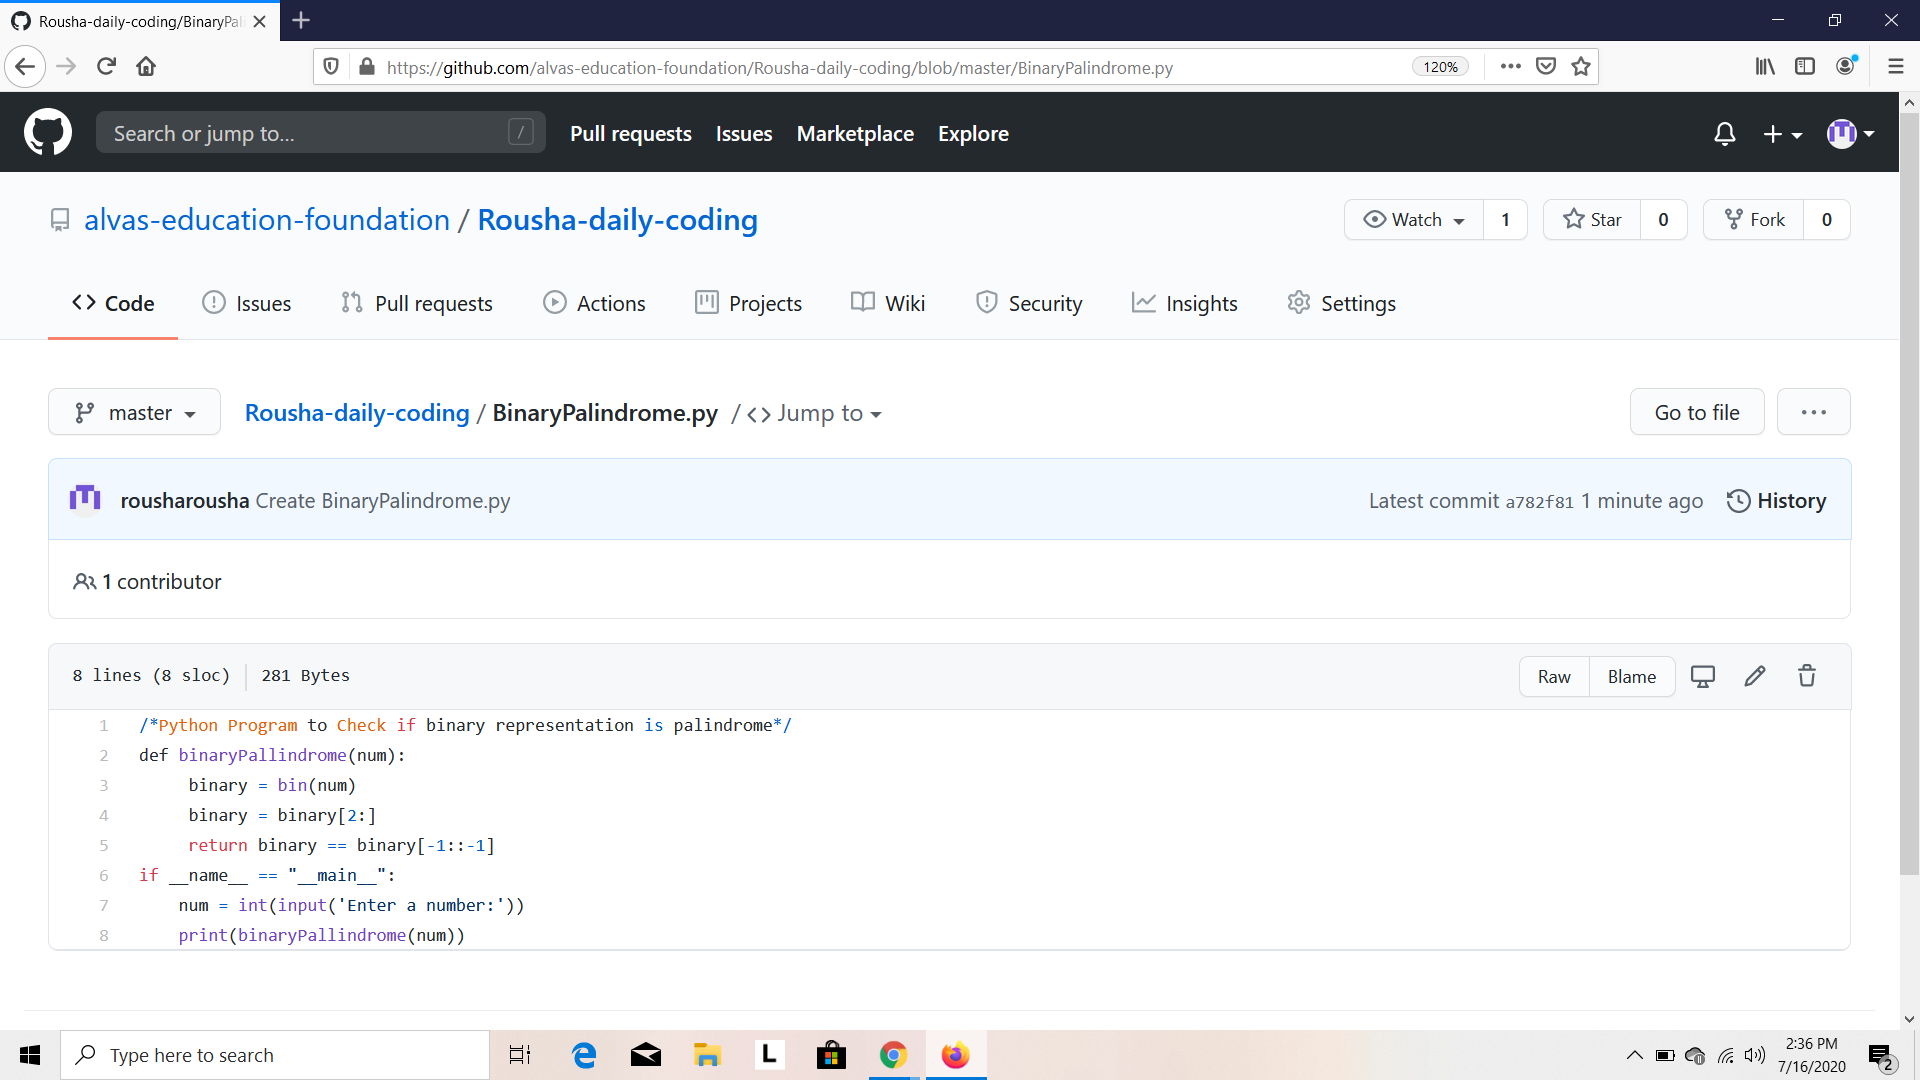 Rousha-daily-coding/BinaryPal
https://github.com/alvas-education-foundation/Rousha-daily-coding/blob/master/BinaryPalindrome.py 120%
Search or jump to... / Pull requests Issues Marketplace Explore
alvas-education-foundation / Rousha-daily-coding Watch 1 Star 0 Fork 0
Code Issues Pull requests Actions Projects Wiki Security Insights Settings
master Rousha-daily-coding / BinaryPalindrome.py / <> Jump to Go to file ...
rousharousha Create BinaryPalindrome.py Latest commit a782f81 1 minute ago History
1 contributor
8 lines (8 sloc) 281 Bytes Raw Blame
1 /*Python Program to Check if binary representation is palindrome*/
2 def binaryPallindrome(num):
3 binary = bin(num)
4 binary = binary[2:]
5 return binary == binary[-1::-1]
6 if __name__ == "__main__":
7 num = int(input('Enter a number:'))
8 print(binaryPallindrome(num))
Type here to search L 2:36 PM
7/16/2020 2